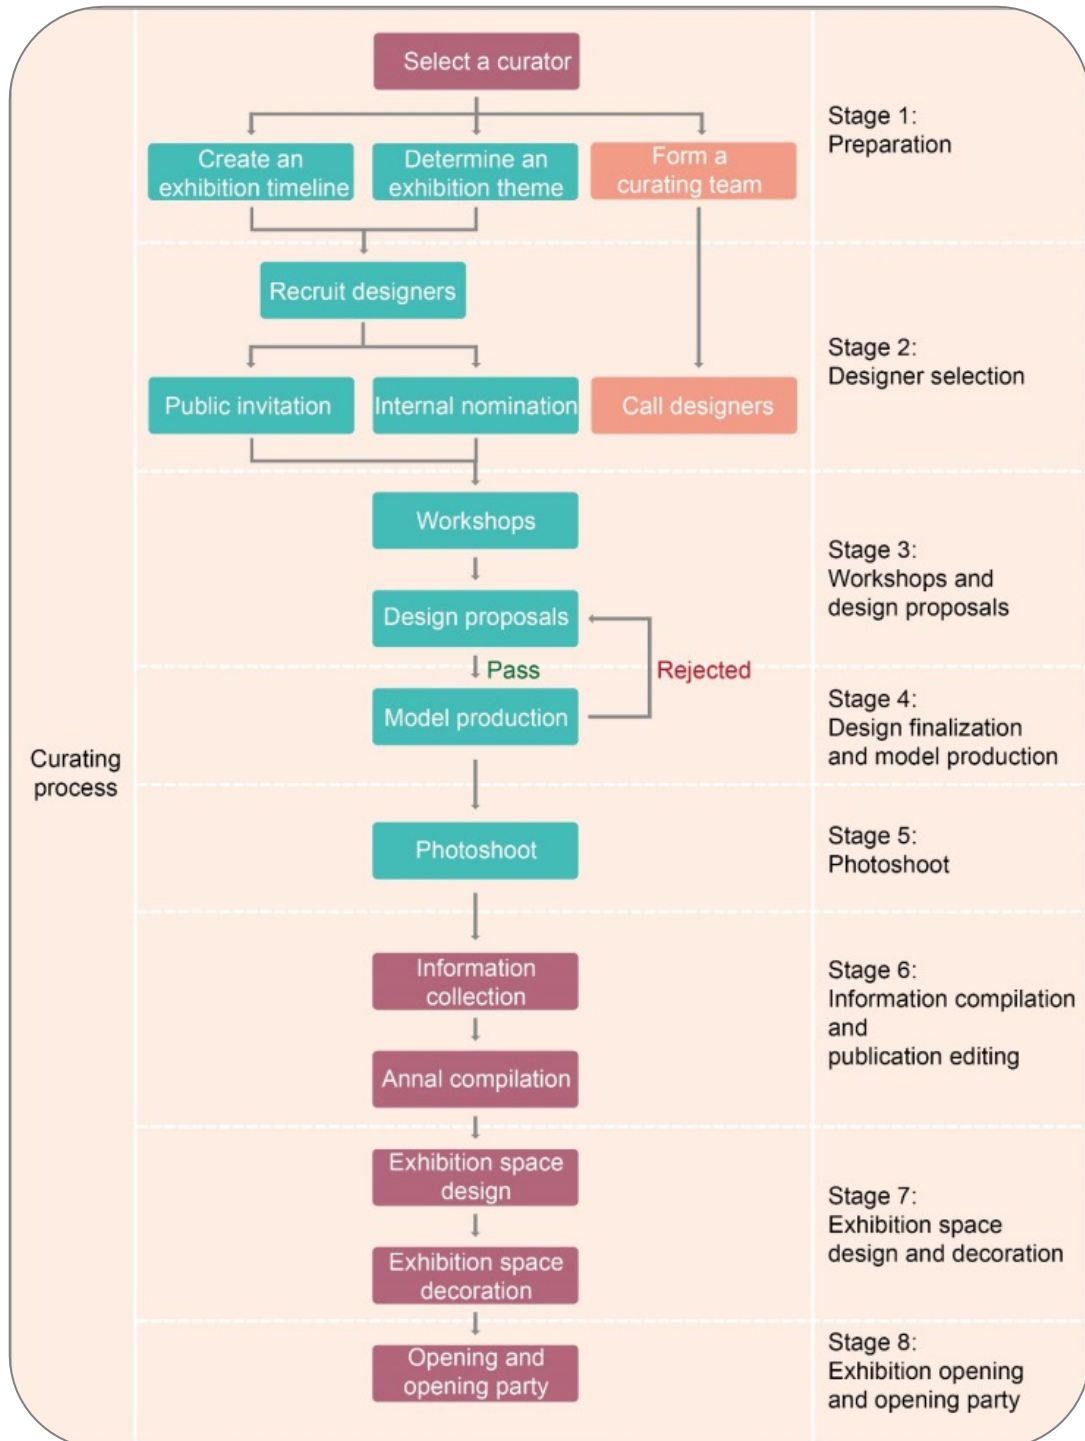 Select a curator
Stage 1:
Preparation
Create an
exhibition timeline
Determine an
exhibition theme
Form a
curating team
Recruit designers
Stage 2:
Designer selection
Public invitation
Internal nomination
Call designers
Workshops
Stage 3:
Workshops and
design proposals
Design proposals
Pass
Rejected
Model production
Stage 4:
Design finalization
and model production
Curating
process
Photoshoot
Stage 5:
Photoshoot
Information
collection
Stage 6:
Information compilation
and
publication editing
Annal compilation
Exhibition space
design
Stage 7:
Exhibition space
design and decoration
Exhibition space
decoration
Opening and
opening party
Stage 8:
Exhibition opening
and opening party